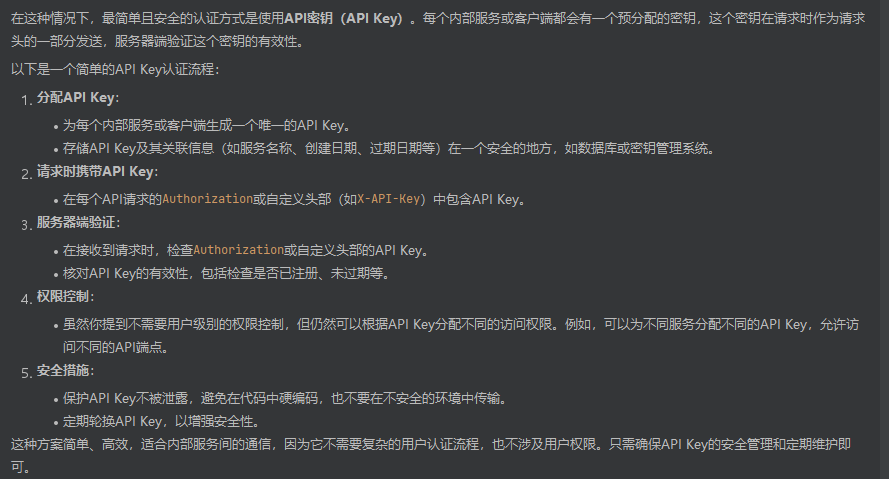 在这种情况下，最简单且安全的认证方式是使用API密钥（API Key）。每个内部服务或客户端都会有一个预分配的密钥，这个密钥在请求时作为请求
头的一部分发送，服务器端验证这个密钥的有效性。
以下是一个简单的API Key认证流程：
1. 分配API Key：
• 为每个内部服务或客户端生成一个唯一的API Key。
• 存储API Key及其关联信息（如服务名称、创建日期、过期日期等）在一个安全的地方，如数据库或密钥管理系统。
2. 请求时携带API Key：
• 在每个API请求的Authorization或自定义头部（如X-API-Key）中包含API Key。
3. 服务器端验证：
• 在接收到请求时，检查Authorization或自定义头部的API Key。
• 核对API Key的有效性，包括检查是否已注册、未过期等。
4. 权限控制：
• 虽然你提到不需要用户级别的权限控制，但仍然可以根据API Key分配不同的访问权限。例如，可以为不同服务分配不同的API Key，允许访
问不同的API端点。
5. 安全措施：
• 保护API Key不被泄露，避免在代码中硬编码，也不要在不安全的环境中传输。
• 定期轮换API Key，以增强安全性。
这种方案简单、高效，适合内部服务间的通信，因为它不需要复杂的用户认证流程，也不涉及用户权限。只需确保API Key的安全管理和定期维护即
可。